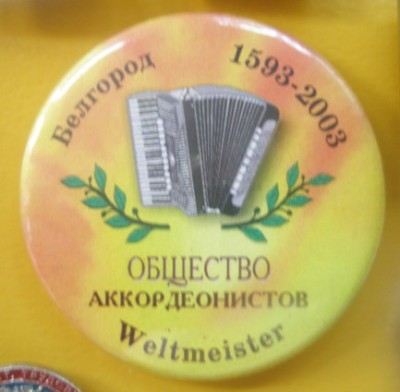 Белгород
1593-2003
ОБЩЕСТВО
АККОРДЕОНИСТОВ
Weltmeister